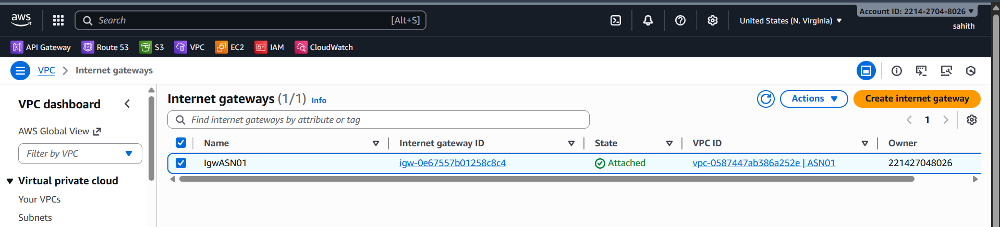 Account ID: 2214-2704-8026
aws Search [Alt+S] United States (N. Virginia) sahith
API Gateway Route 53 S3 VPC EC2 IAM CloudWatch
VPC Internet gateways
VPC dashboard
AWS Global View
Filter by VPC
Virtual private cloud
Your VPCs
Subnets
Internet gateways (1/1) Info Actions Create internet gateway
Find internet gateways by attribute or tag 1
Name Internet gateway ID State VPC ID Owner
IgwASN01 igw-0e67557b01258c8c4 Attached vpc-0587447ab386a252e | ASN01 221427048026